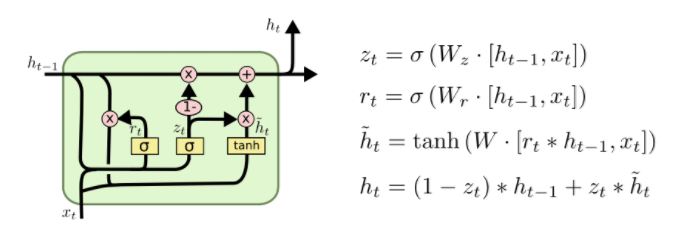 h_t
h_{t-1}
x
+
1-
x
r_t
z_t
x
h̃_t
σ
σ
tanh
x_t
z_t = σ (W_z · [h_{t-1}, x_t])
r_t = σ (W_r · [h_{t-1}, x_t])
h̃_t = tanh (W · [r_t * h_{t-1}, x_t])
h_t = (1 − z_t) * h_{t-1} + z_t * h̃_t